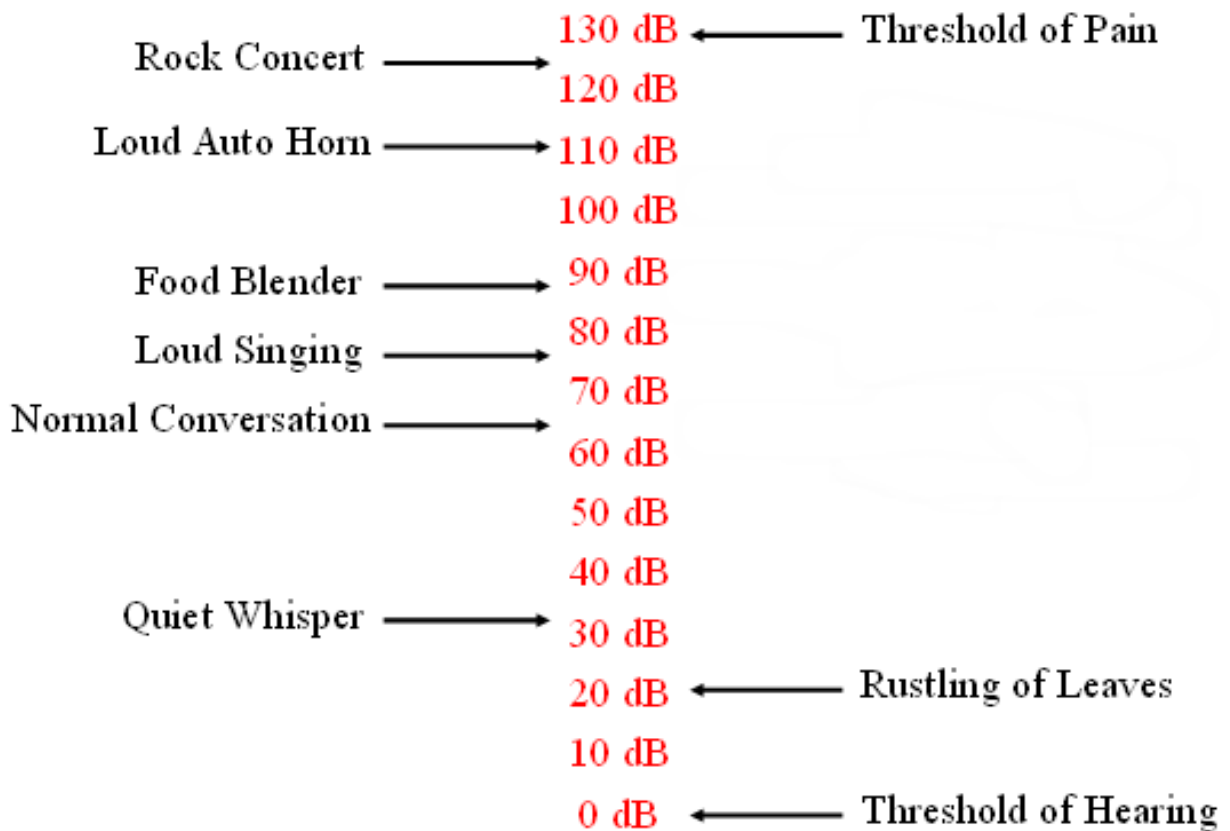 130 dB
Threshold of Pain
Rock Concert
120 dB
Loud Auto Horn
110 dB
100 dB
Food Blender
90 dB
80 dB
Loud Singing
70 dB
Normal Conversation
60 dB
50 dB
40 dB
Quiet Whisper
30 dB
20 dB
Rustling of Leaves
10 dB
0 dB
Threshold of Hearing